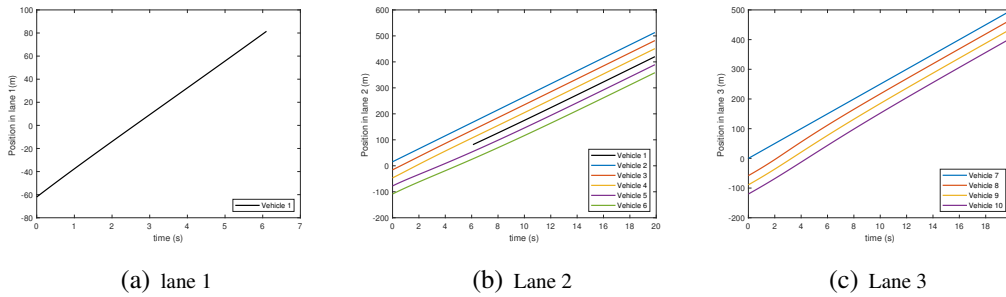 100
80
60
40
20
0
-20
-40
-60
-80
Position in lane 1(m)
0 1 2 3 4 5 6 7
time (s)
Vehicle 1
(a) lane 1
600
500
400
300
200
100
0
-100
-200
Position in lane 2 (m)
0 2 4 6 8 10 12 14 16 18 20
time (s)
Vehicle 1
Vehicle 2
Vehicle 3
Vehicle 4
Vehicle 5
Vehicle 6
(b) Lane 2
500
400
300
200
100
0
-100
-200
Position in lane 3 (m)
0 2 4 6 8 10 12 14 16 18
time (s)
Vehicle 7
Vehicle 8
Vehicle 9
Vehicle 10
(c) Lane 3